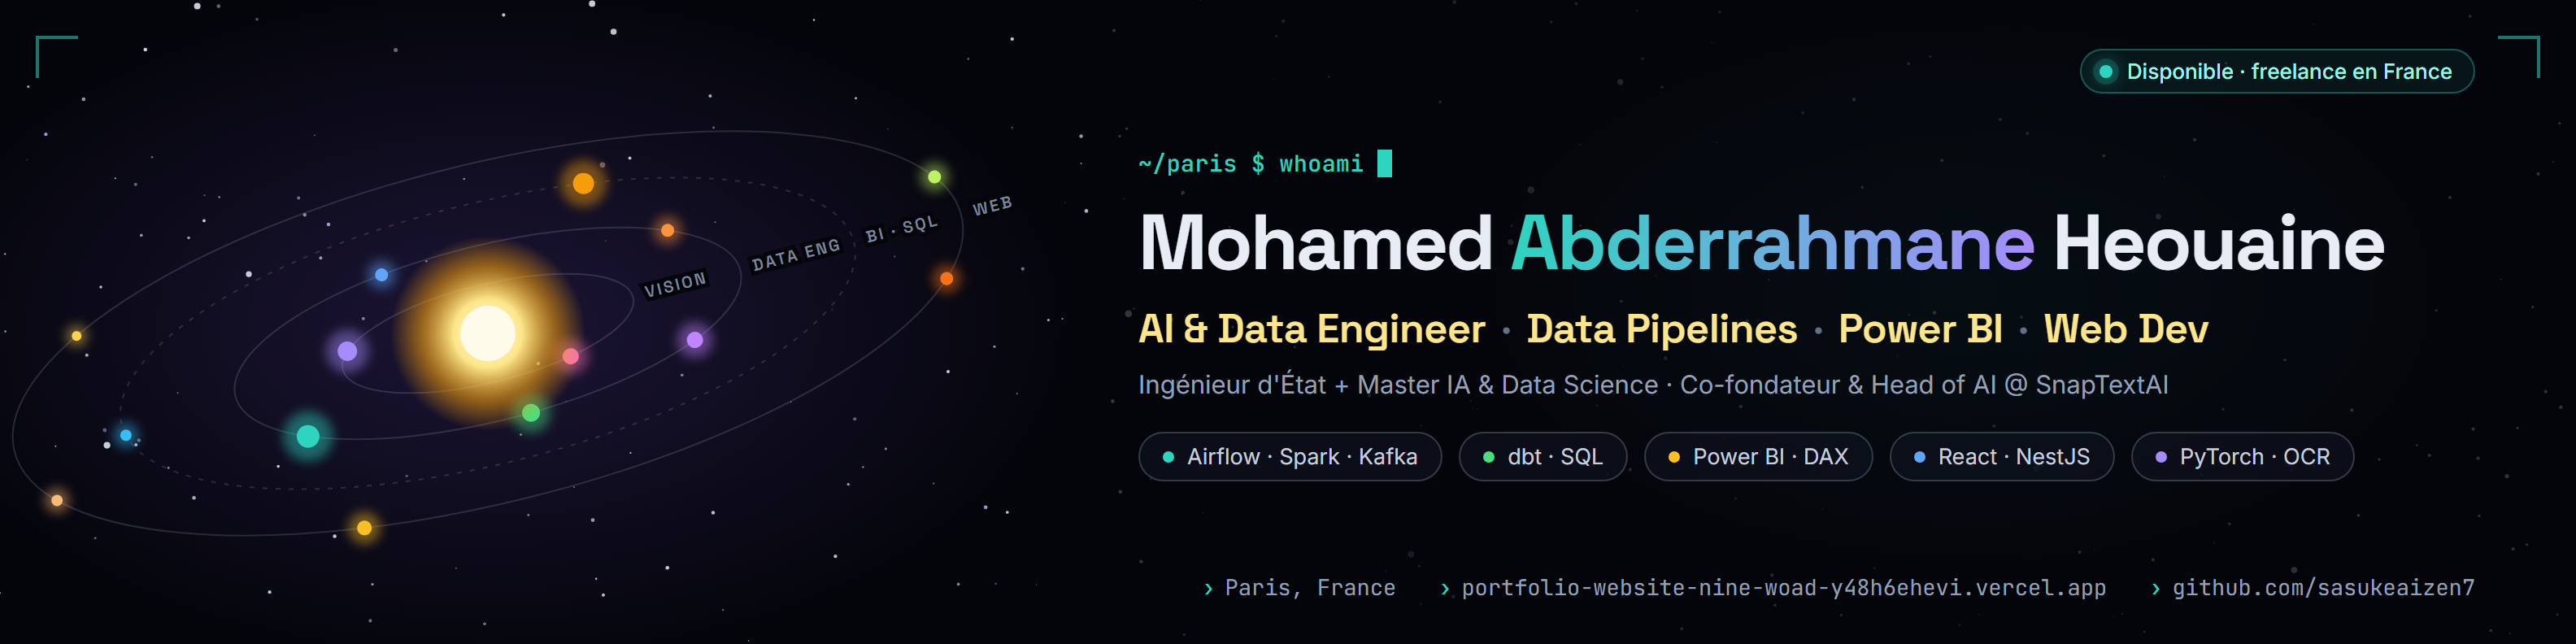 Disponible · freelance en France
~/paris $ whoami
Mohamed Abderrahmane Heouaine
AI & Data Engineer · Data Pipelines · Power BI · Web Dev
Ingénieur d'État + Master IA & Data Science · Co-fondateur & Head of AI @ SnapTextAI
Airflow · Spark · Kafka
dbt · SQL
Power BI · DAX
React · NestJS
PyTorch · OCR
› Paris, France › portfolio-website-nine-woad-y48h6ehevi.vercel.app › github.com/sasukeaizen7
VISION
DATA ENG
BI · SQL
WEB